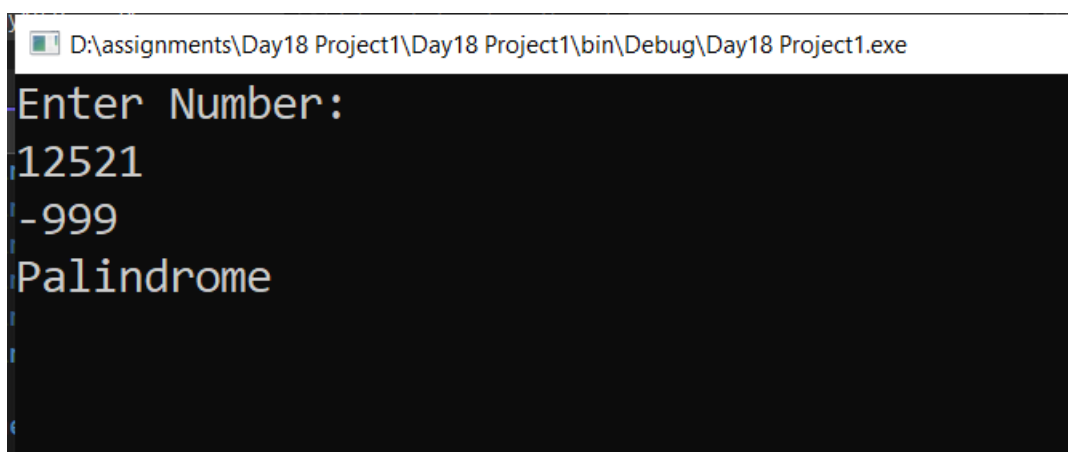 D:\assignments\Day18 Project1\Day18 Project1\bin\Debug\Day18 Project1.exe
Enter Number:
12521
-999
Palindrome